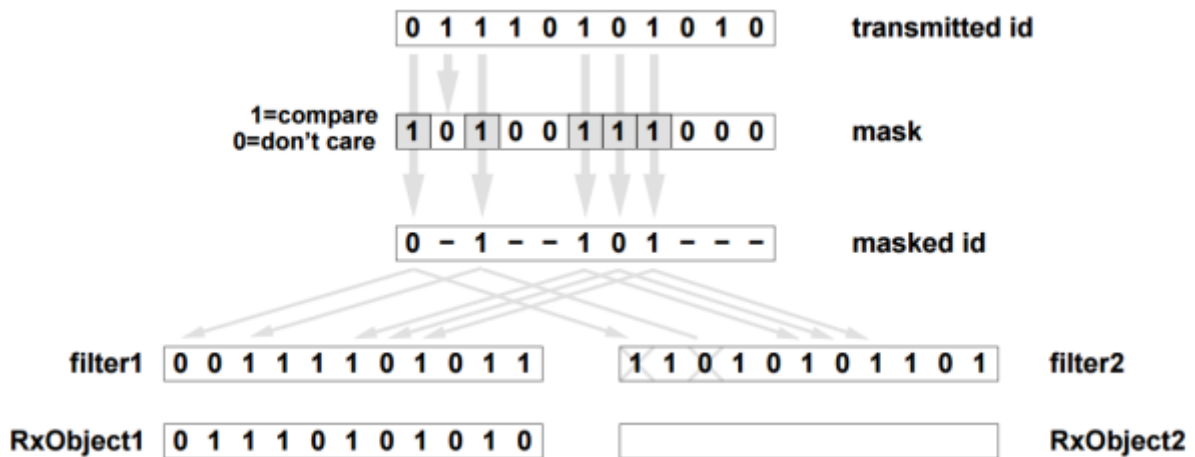 0 1 1 1 0 1 0 1 0 1 0 transmitted id
1=compare
0=don't care
1 0 1 0 0 1 1 1 0 0 0 mask
0 – 1 – – 1 0 1 – – – masked id
filter1 0 0 1 1 1 1 0 1 0 1 1 1 1 0 1 0 1 0 1 1 0 1 filter2
RxObject1 0 1 1 1 0 1 0 1 0 1 0 RxObject2